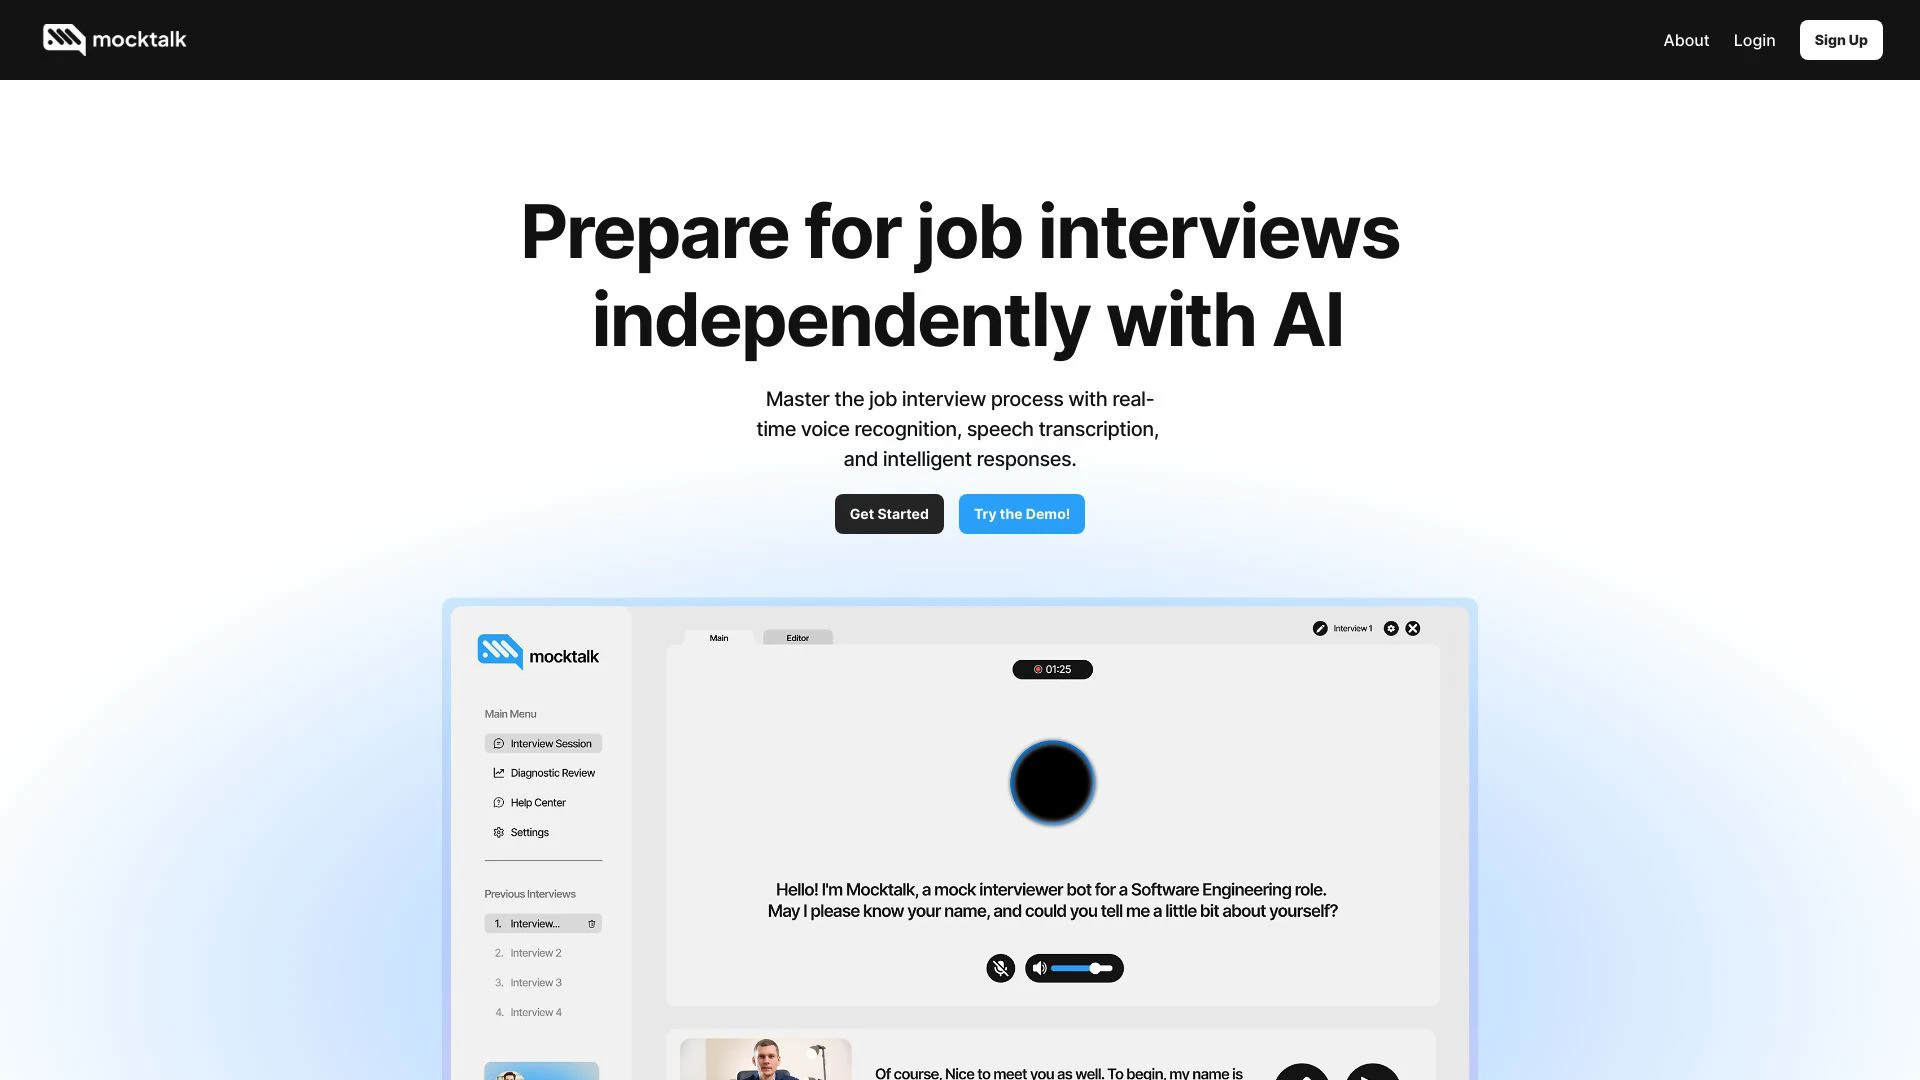 mocktalk
About
Login
Sign Up
Prepare for job interviews
independently with AI
Master the job interview process with real-
time voice recognition, speech transcription,
and intelligent responses.
Get Started
Try the Demo!
mocktalk
Main
Editor
Interview 1
01:25
Main Menu
Interview Session
Diagnostic Review
Help Center
Settings
Previous Interviews
1. Interview...
2. Interview 2
3. Interview 3
4. Interview 4
Hello! I'm Mocktalk, a mock interviewer bot for a Software Engineering role.
May I please know your name, and could you tell me a little bit about yourself?
Of course, Nice to meet you as well. To begin, my name is